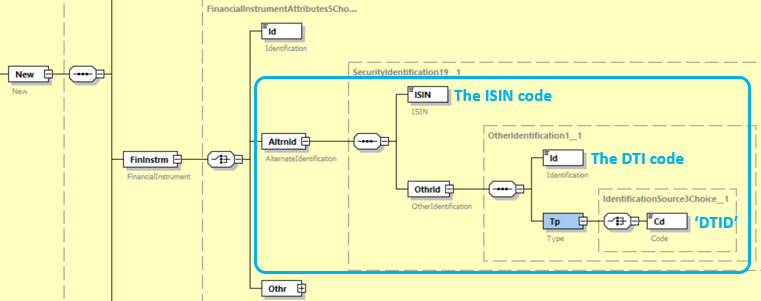 FinancialInstrumentAttributes5Cho...
Id
Identification
SecurityIdentification19__1
New
New
ISIN
The ISIN code
ISIN
OtherIdentification1__1
FinInstrm
FinancialInstrument
AltrnId
AlternateIdentification
Id
The DTI code
Identification
OthrId
OtherIdentification
IdentificationSource3Choice__1
Tp
Type
Cd
'DTID'
Code
Othr